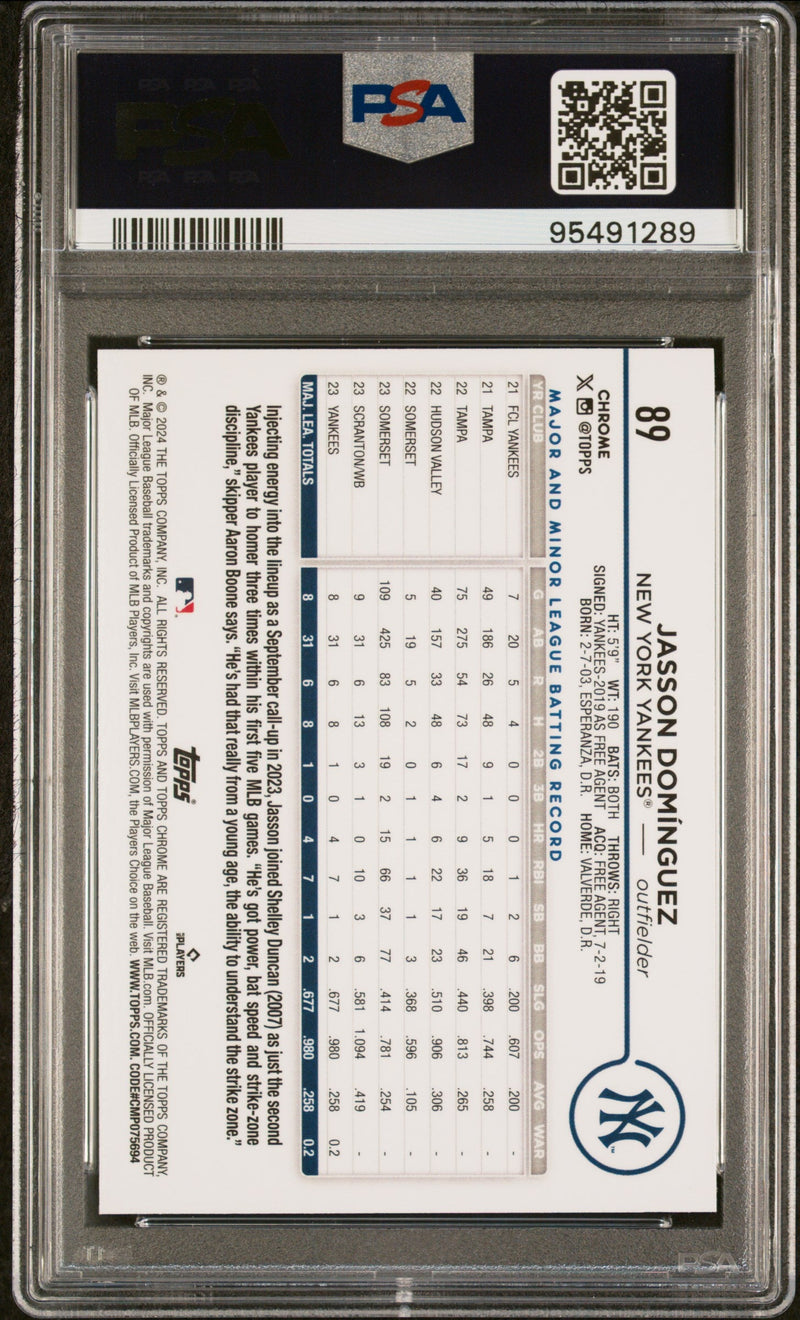 PSA PSA PSA
PSA
PSA PSA PSA
PSA
95491289
89
CHROME
@TOPPS
JASSON DOMÍNGUEZ
NEW YORK YANKEES® — outfielder
HT: 5'9" WT: 190 BATS: BOTH THROWS: RIGHT
SIGNED: YANKEES-2019 AS FREE AGENT ACQ: FREE AGENT, 7-2-19
BORN: 2-7-03, ESPERANZA, D.R. HOME: VALVERDE, D.R.
NY
™
MAJOR AND MINOR LEAGUE BATTING RECORD
YR CLUB G AB R H 2B 3B HR RBI SB BB SLG OPS AVG WAR
21 FCL YANKEES 7 20 5 4 0 0 0 1 2 6 .200 .607 .200 -
21 TAMPA 49 186 26 48 9 1 5 18 7 21 .398 .744 .258 -
22 TAMPA 75 275 54 73 17 2 9 36 19 46 .440 .813 .265 -
22 HUDSON VALLEY 40 157 33 48 6 4 6 22 17 23 .510 .906 .306 -
22 SOMERSET 5 19 5 2 0 1 1 1 1 3 .368 .596 .105 -
23 SOMERSET 109 425 83 108 19 2 15 66 37 77 .414 .781 .254 -
23 SCRANTON/WB 9 31 6 13 3 1 0 10 3 6 .581 1.094 .419 -
23 YANKEES 8 31 6 8 1 0 4 7 1 2 .677 .980 .258 0.2
MAJ. LEA. TOTALS 8 31 6 8 1 0 4 7 1 2 .677 .980 .258 0.2
Injecting energy into the lineup as a September call-up in 2023, Jasson joined Shelley Duncan (2007) as just the second
Yankees player to homer three times within his first five MLB games. "He's got power, bat speed and strike-zone
discipline," skipper Aaron Boone says. "He's had that really from a young age, the ability to understand the strike zone."
topps®
PLAYERS
® & © 2024 THE TOPPS COMPANY, INC. ALL RIGHTS RESERVED. TOPPS AND TOPPS CHROME ARE REGISTERED TRADEMARKS OF THE TOPPS COMPANY,
INC. Major League Baseball trademarks and copyrights are used with permission of Major League Baseball. Visit MLB.com. OFFICIALLY LICENSED PRODUCT
OF MLB. Officially Licensed Product of MLB Players, Inc. Visit MLBPLAYERS.COM, the Players Choice on the web. WWW.TOPPS.COM. CODE#CMP075694
PSA